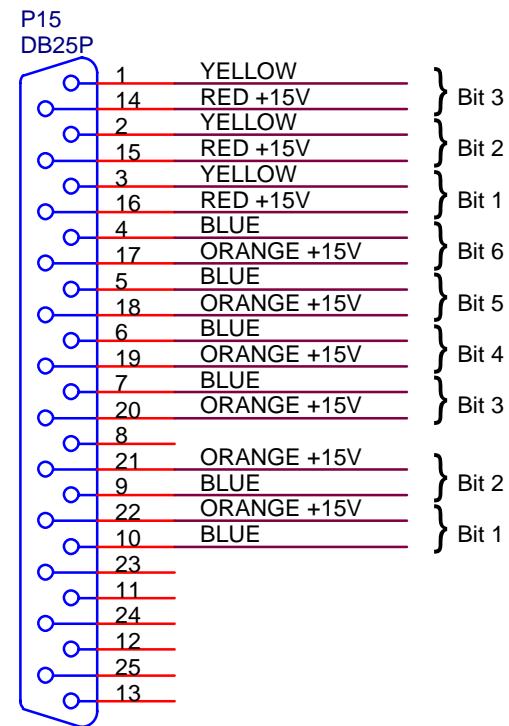 P15
DB25P
1 YELLOW
14 RED +15V Bit 3
2 YELLOW
15 RED +15V Bit 2
3 YELLOW
16 RED +15V Bit 1
4 BLUE
17 ORANGE +15V Bit 6
5 BLUE
18 ORANGE +15V Bit 5
6 BLUE
19 ORANGE +15V Bit 4
7 BLUE
20 ORANGE +15V Bit 3
8
21 ORANGE +15V
9 BLUE Bit 2
22 ORANGE +15V
10 BLUE Bit 1
23
11
24
12
25
13